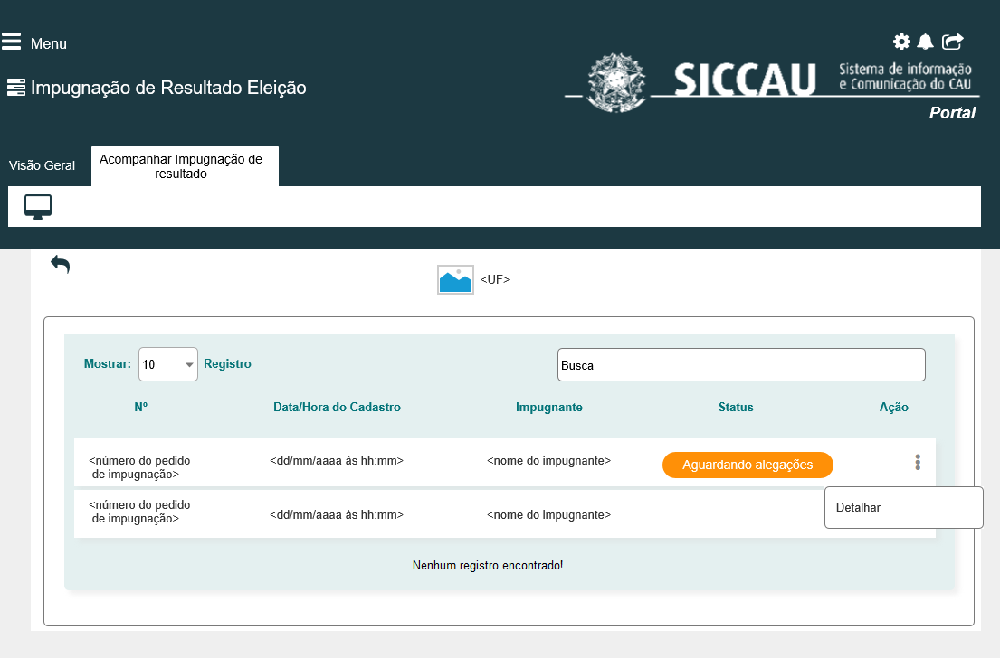 Menu
Impugnação de Resultado Eleição
SICCAU
Sistema de informação
e Comunicação do CAU
Portal
Visão Geral
Acompanhar Impugnação de
resultado
<UF>
Mostrar: 10 Registro
Busca
Nº Data/Hora do Cadastro Impugnante Status Ação
<número do pedido
de impugnação>
<dd/mm/aaaa às hh:mm>
<nome do impugnante>
Aguardando alegações
<número do pedido
de impugnação>
<dd/mm/aaaa às hh:mm>
<nome do impugnante>
Detalhar
Nenhum registro encontrado!